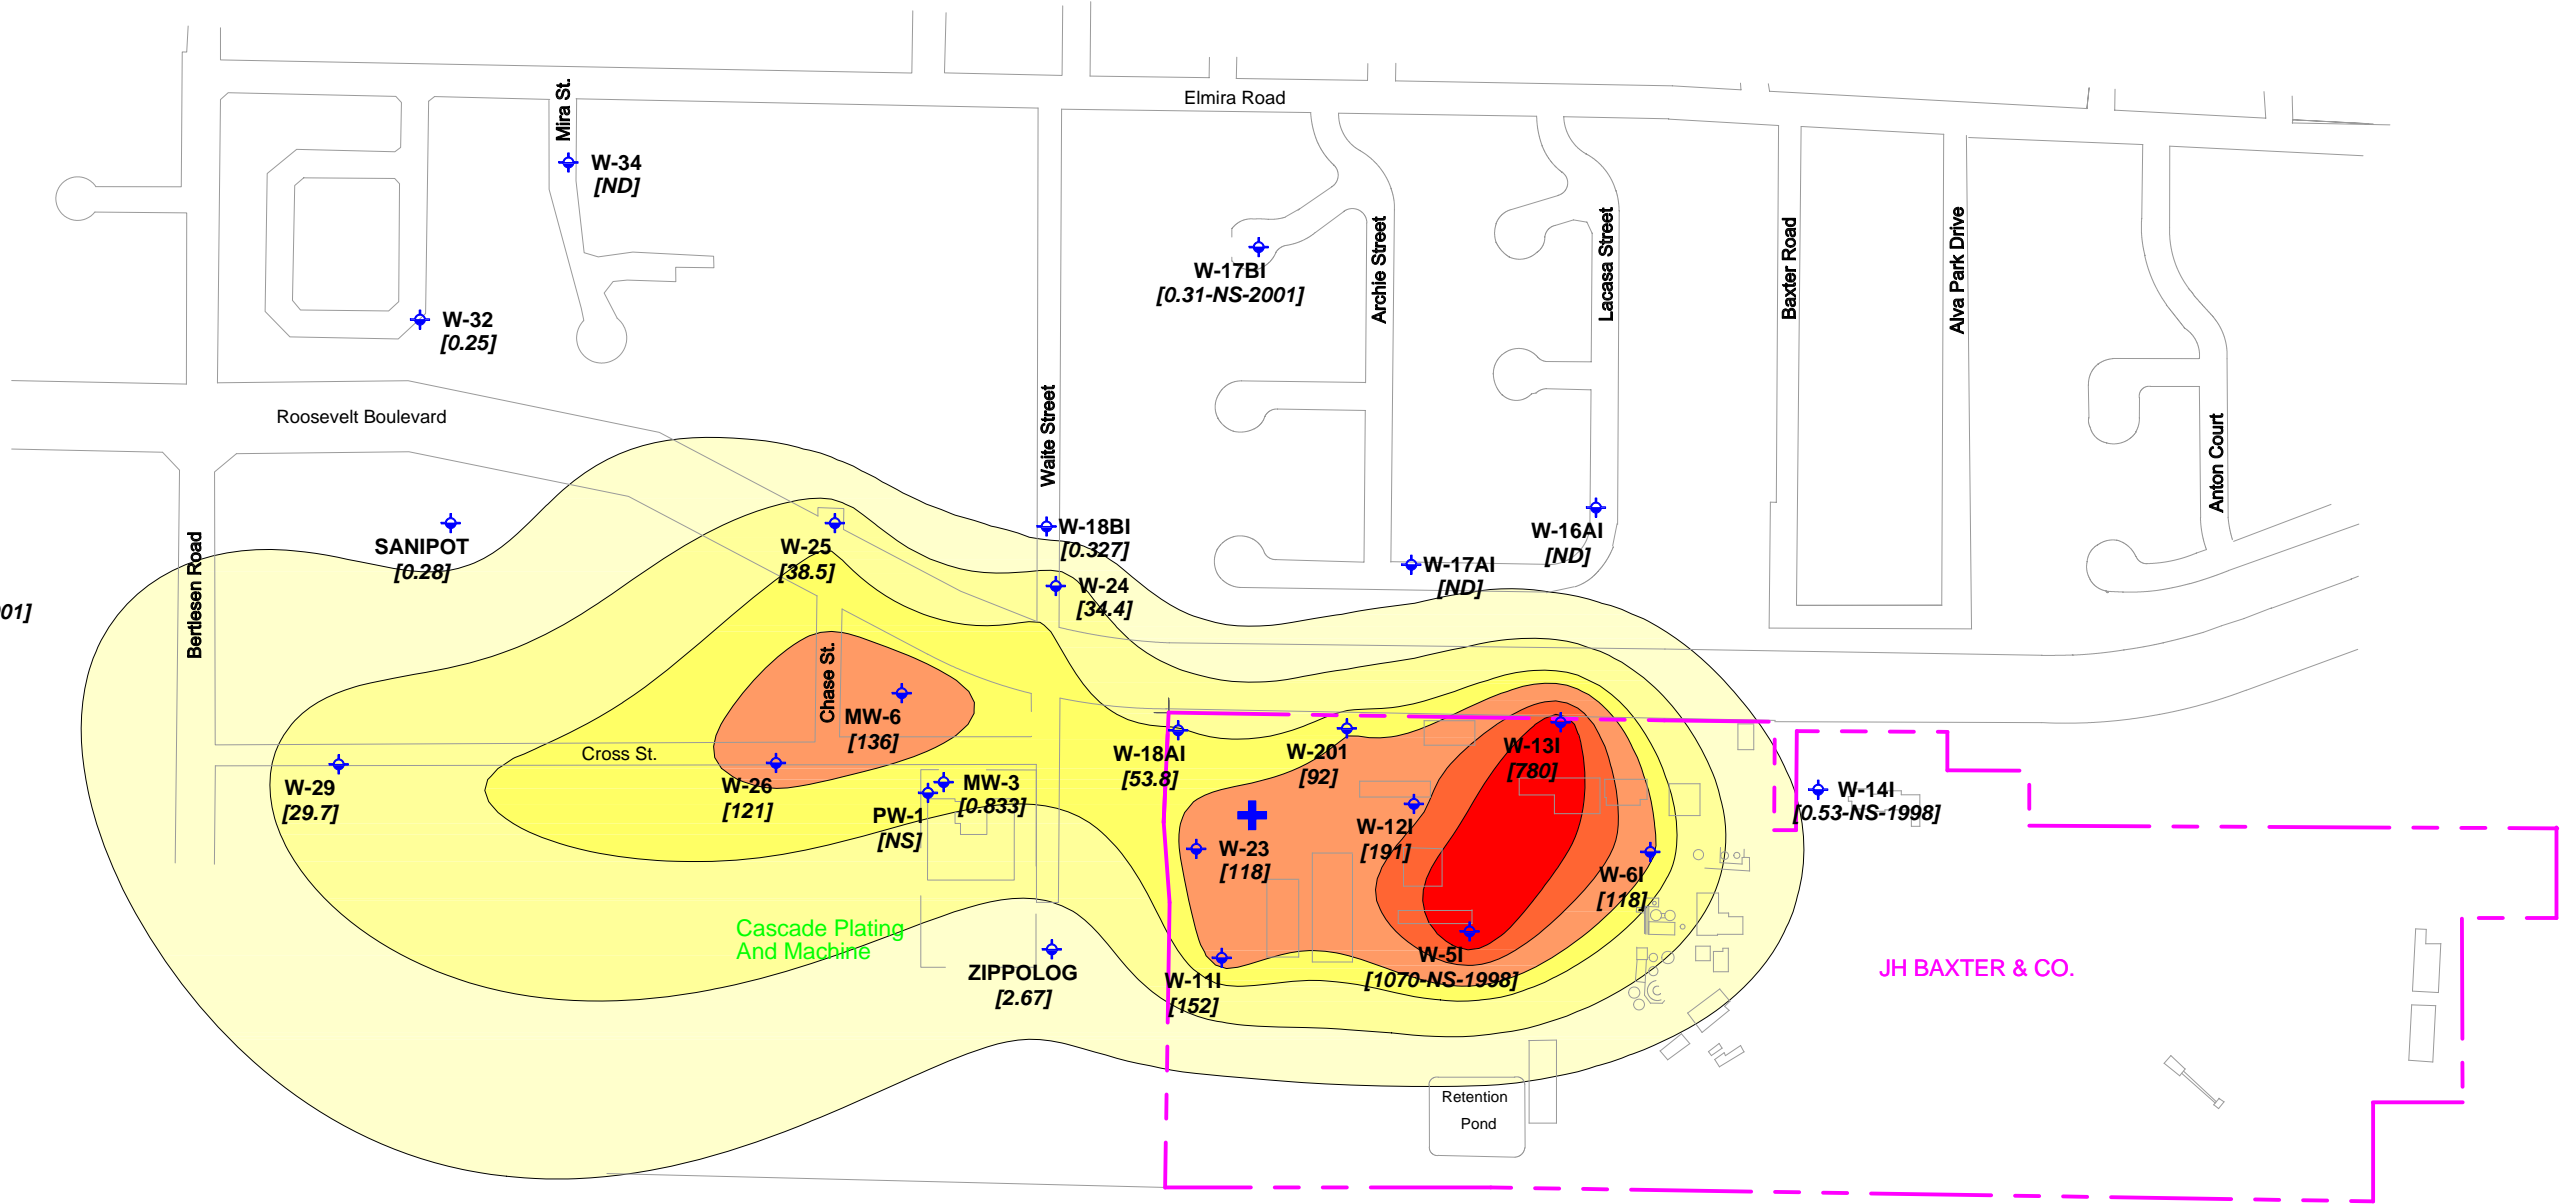 Elmira Road
Mira St.
W-34
[ND]
W-17BI
[0.31-NS-2001]
Archie Street
Lacasa Street
Baxter Road
Alva Park Drive
W-32
[0.25]
Roosevelt Boulevard
Waite Street
Anton Court
SANIPOT
[0.28]
Bertlesen Road
W-25
[38.5]
W-18BI
[0.327]
W-24
[34.4]
W-17AI
[ND]
W-16AI
[ND]
01]
Chase St.
MW-6
[136]
Cross St.
W-29
[29.7]
W-26
[121]
MW-3
[0.833]
PW-1
[NS]
W-18AI
[53.8]
W-201
[92]
W-13I
[780]
W-14I
[0.53-NS-1998]
W-12I
[191]
W-23
[118]
W-6I
[118]
Cascade Plating
And Machine
ZIPPOLOG
[2.67]
W-11I
[152]
W-5I
[1070-NS-1998]
JH BAXTER & CO.
Retention
Pond